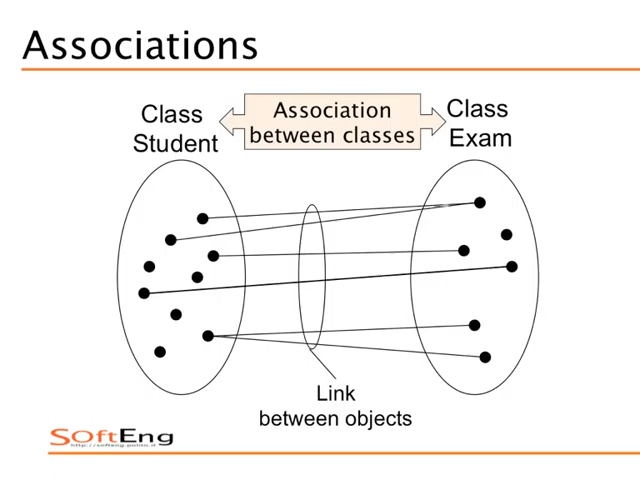 Associations
Class
Student
Association
between classes
Class
Exam
Link
between objects
SOftEng
http://softeng.polito.it